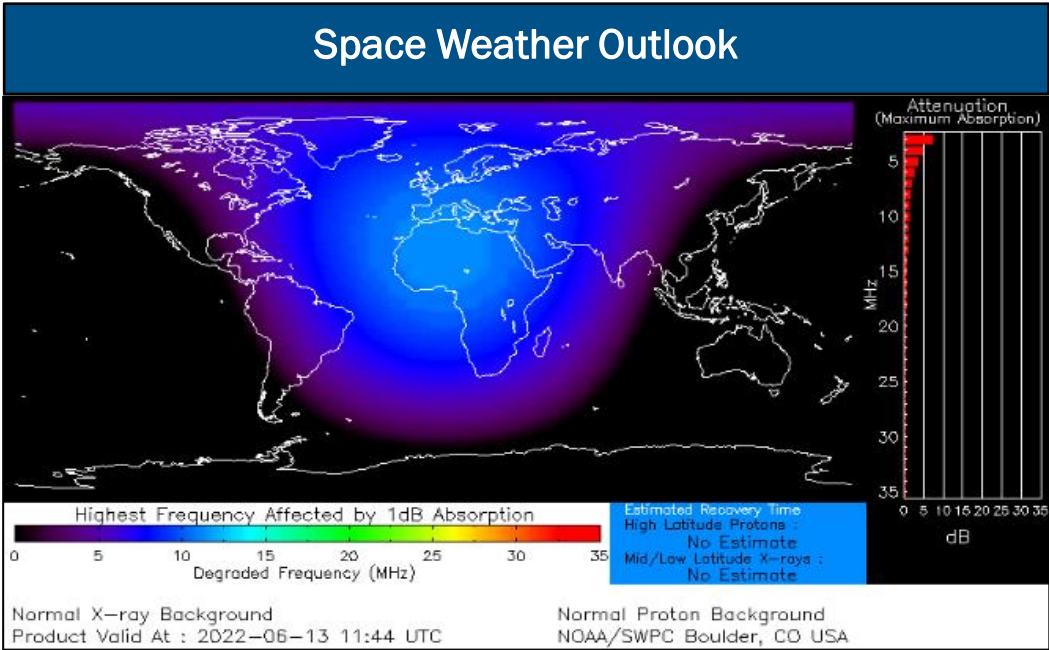 Space Weather Outlook
Attenuation
(Maximum Absorption)
5
10
15
20
25
30
35
MHz
0 5 10 15 20 25 30 35
dB
Highest Frequency Affected by 1dB Absorption
0 5 10 15 20 25 30 35
Degraded Frequency (MHz)
Estimated Recovery Time
High Latitude Protons :
No Estimate
Mid/Low Latitude X-rays :
No Estimate
Normal X-ray Background
Product Valid At : 2022-06-13 11:44 UTC
Normal Proton Background
NOAA/SWPC Boulder, CO USA